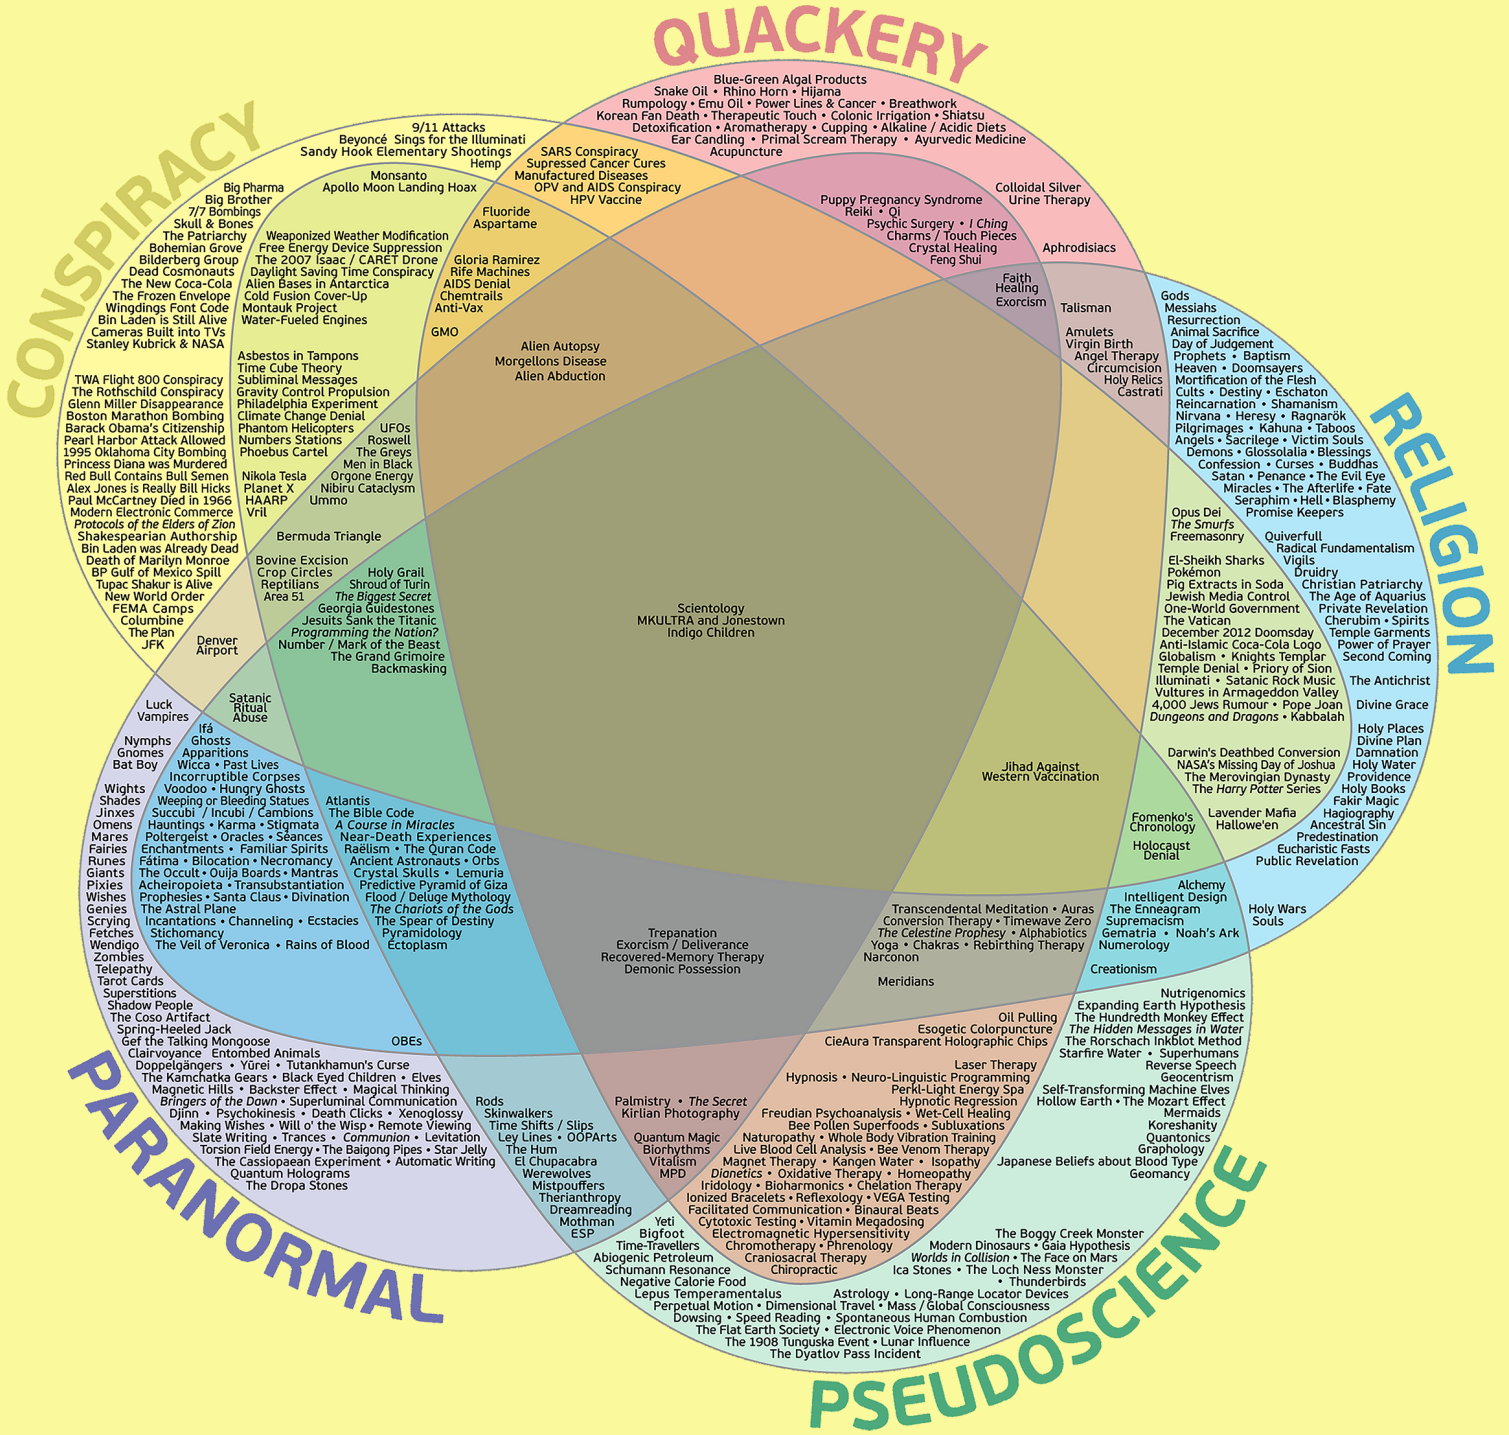 QUACKERY
Blue-Green Algal Products
Snake Oil • Rhino Horn • Hijama
Rumpology • Emu Oil • Power Lines & Cancer • Breathwork
Korean Fan Death • Therapeutic Touch • Colonic Irrigation • Shiatsu
Detoxification • Aromatherapy • Cupping • Alkaline / Acidic Diets
Ear Candling • Primal Scream Therapy • Ayurvedic Medicine
Acupuncture
Colloidal Silver
Urine Therapy
Aphrodisiacs
Puppy Pregnancy Syndrome
Reiki • Qi
Psychic Surgery • I Ching
Charms / Touch Pieces
Crystal Healing
Feng Shui
Faith
Healing
Exorcism
Talisman
Amulets
Virgin Birth
Angel Therapy
Circumcision
Holy Relics
Castrati
CONSPIRACY
9/11 Attacks
Beyoncé Sings for the Illuminati
Sandy Hook Elementary Shootings
Hemp
Big Pharma
Big Brother
7/7 Bombings
Skull & Bones
The Patriarchy
Bohemian Grove
Bilderberg Group
Dead Cosmonauts
The New Coca-Cola
The Frozen Envelope
Wingdings Font Code
Bin Laden is Still Alive
Cameras Built into TVs
Stanley Kubrick & NASA
TWA Flight 800 Conspiracy
The Rothschild Conspiracy
Glenn Miller Disappearance
Boston Marathon Bombing
Barack Obama's Citizenship
Pearl Harbor Attack Allowed
1995 Oklahoma City Bombing
Princess Diana was Murdered
Red Bull Contains Bull Semen
Alex Jones is Really Bill Hicks
Paul McCartney Died in 1966
Modern Electronic Commerce
Protocols of the Elders of Zion
Shakespearian Authorship
Bin Laden was Already Dead
Death of Marilyn Monroe
BP Gulf of Mexico Spill
Tupac Shakur is Alive
New World Order
FEMA Camps
Columbine
The Plan
JFK
SARS Conspiracy
Supressed Cancer Cures
Manufactured Diseases
OPV and AIDS Conspiracy
HPV Vaccine
Monsanto
Apollo Moon Landing Hoax
Weaponized Weather Modification
Free Energy Device Suppression
The 2007 Isaac / CARET Drone
Daylight Saving Time Conspiracy
Alien Bases in Antarctica
Cold Fusion Cover-Up
Montauk Project
Water-Fueled Engines
Asbestos in Tampons
Time Cube Theory
Subliminal Messages
Gravity Control Propulsion
Philadelphia Experiment
Climate Change Denial
Phantom Helicopters
Numbers Stations
Phoebus Cartel
Nikola Tesla
Planet X
HAARP
Vril
Fluoride
Aspartame
Gloria Ramirez
Rife Machines
AIDS Denial
Chemtrails
Anti-Vax
GMO
Alien Autopsy
Morgellons Disease
Alien Abduction
UFOs
Roswell
The Greys
Men in Black
Orgone Energy
Nibiru Cataclysm
Ummo
Bermuda Triangle
Bovine Excision
Crop Circles
Reptilians
Area 51
Denver
Airport
Satanic
Ritual
Abuse
Holy Grail
Shroud of Turin
The Biggest Secret
Georgia Guidestones
Jesuits Sank the Titanic
Programming the Nation?
Number / Mark of the Beast
The Grand Grimoire
Backmasking
Scientology
MKULTRA and Jonestown
Indigo Children
Jihad Against
Western Vaccination
RELIGION
Gods
Messiahs
Resurrection
Animal Sacrifice
Day of Judgement
Prophets • Baptism
Heaven • Doomsayers
Mortification of the Flesh
Cults • Destiny • Eschaton
Reincarnation • Shamanism
Nirvana • Heresy • Ragnarök
Pilgrimages • Kahuna • Taboos
Angels • Sacrilege • Victim Souls
Demons • Glossolalia • Blessings
Confession • Curses • Buddhas
Satan • Penance • The Evil Eye
Miracles • The Afterlife • Fate
Seraphim • Hell • Blasphemy
Promise Keepers
Quiverfull
Radical Fundamentalism
Vigils
Druidry
Christian Patriarchy
The Age of Aquarius
Private Revelation
Cherubim • Spirits
Temple Garments
Power of Prayer
Second Coming
The Antichrist
Divine Grace
Holy Places
Divine Plan
Damnation
Holy Water
Providence
Holy Books
Fakir Magic
Hagiography
Ancestral Sin
Predestination
Eucharistic Fasts
Public Revelation
Holy Wars
Souls
Opus Dei
The Smurfs
Freemasonry
El-Sheikh Sharks
Pokémon
Pig Extracts in Soda
Jewish Media Control
One-World Government
The Vatican
December 2012 Doomsday
Anti-Islamic Coca-Cola Logo
Globalism • Knights Templar
Temple Denial • Priory of Sion
Illuminati • Satanic Rock Music
Vultures in Armageddon Valley
4,000 Jews Rumour • Pope Joan
Dungeons and Dragons • Kabbalah
Darwin's Deathbed Conversion
NASA's Missing Day of Joshua
The Merovingian Dynasty
The Harry Potter Series
Lavender Mafia
Hallowe'en
Fomenko's
Chronology
Holocaust
Denial
Alchemy
Intelligent Design
The Enneagram
Supremacism
Gematria • Noah's Ark
Numerology
Creationism
Transcendental Meditation • Auras
Conversion Therapy • Timewave Zero
The Celestine Prophesy • Alphabiotics
Yoga • Chakras • Rebirthing Therapy
Narconon
Meridians
Trepanation
Exorcism / Deliverance
Recovered-Memory Therapy
Demonic Possession
Luck
Vampires
Nymphs
Gnomes
Bat Boy
Wights
Shades
Jinxes
Omens
Mares
Fairies
Runes
Giants
Pixies
Wishes
Genies
Scrying
Fetches
Wendigo
Zombies
Telepathy
Tarot Cards
Superstitions
Shadow People
The Coso Artifact
Spring-Heeled Jack
Gef the Talking Mongoose
Clairvoyance Entombed Animals
Doppelgängers • Yūrei • Tutankhamun's Curse
The Kamchatka Gears • Black Eyed Children • Elves
Magnetic Hills • Backster Effect • Magical Thinking
Bringers of the Dawn • Superluminal Communication
Djinn • Psychokinesis • Death Clicks • Xenoglossy
Making Wishes • Will o' the Wisp • Remote Viewing
Slate Writing • Trances • Communion • Levitation
Torsion Field Energy • The Baigong Pipes • Star Jelly
The Cassiopaean Experiment • Automatic Writing
Quantum Holograms
The Dropa Stones
PARANORMAL
Ifá
Ghosts
Apparitions
Wicca • Past Lives
Incorruptible Corpses
Voodoo • Hungry Ghosts
Weeping or Bleeding Statues
Succubi / Incubi / Cambions
Hauntings • Karma • Stigmata
Poltergeist • Oracles • Séances
Enchantments • Familiar Spirits
Fátima • Bilocation • Necromancy
The Occult • Ouija Boards • Mantras
Acheiropoieta • Transubstantiation
Prophesies • Santa Claus • Divination
The Astral Plane
Incantations • Channeling • Ecstacies
Stichomancy
The Veil of Veronica • Rains of Blood
OBEs
Atlantis
The Bible Code
A Course in Miracles
Near-Death Experiences
Raëlism • The Quran Code
Ancient Astronauts • Orbs
Crystal Skulls • Lemuria
Predictive Pyramid of Giza
Flood / Deluge Mythology
The Chariots of the Gods
The Spear of Destiny
Pyramidology
Ectoplasm
Rods
Skinwalkers
Time Shifts / Slips
Ley Lines • OOPArts
The Hum
El Chupacabra
Werewolves
Mistpouffers
Therianthropy
Dreamreading
Mothman
ESP
Palmistry • The Secret
Kirlian Photography
Quantum Magic
Biorhythms
Vitalism
MPD
Oil Pulling
Esogetic Colorpuncture
CieAura Transparent Holographic Chips
Laser Therapy
Hypnosis • Neuro-Linguistic Programming
Perkl-Light Energy Spa
Hypnotic Regression
Freudian Psychoanalysis • Wet-Cell Healing
Bee Pollen Superfoods • Subluxations
Naturopathy • Whole Body Vibration Training
Live Blood Cell Analysis • Bee Venom Therapy
Magnet Therapy • Kangen Water • Isopathy
Dianetics • Oxidative Therapy • Homeopathy
Iridology • Bioharmonics • Chelation Therapy
Ionized Bracelets • Reflexology • VEGA Testing
Facilitated Communication • Binaural Beats
Cytotoxic Testing • Vitamin Megadosing
Electromagnetic Hypersensitivity
Chromotherapy • Phrenology
Craniosacral Therapy
Chiropractic
Nutrigenomics
Expanding Earth Hypothesis
The Hundredth Monkey Effect
The Hidden Messages in Water
The Rorschach Inkblot Method
Starfire Water • Superhumans
Reverse Speech
Geocentrism
Self-Transforming Machine Elves
Hollow Earth • The Mozart Effect
Mermaids
Koreshanity
Quantonics
Graphology
Japanese Beliefs about Blood Type
Geomancy
The Boggy Creek Monster
Modern Dinosaurs • Gaia Hypothesis
Worlds in Collision • The Face on Mars
Ica Stones • The Loch Ness Monster
• Thunderbirds
Yeti
Bigfoot
Time-Travellers
Abiogenic Petroleum
Schumann Resonance
Negative Calorie Food
Lepus Temperamentalus
Astrology • Long-Range Locator Devices
Perpetual Motion • Dimensional Travel • Mass / Global Consciousness
Dowsing • Speed Reading • Spontaneous Human Combustion
The Flat Earth Society • Electronic Voice Phenomenon
The 1908 Tunguska Event • Lunar Influence
The Dyatlov Pass Incident
PSEUDOSCIENCE